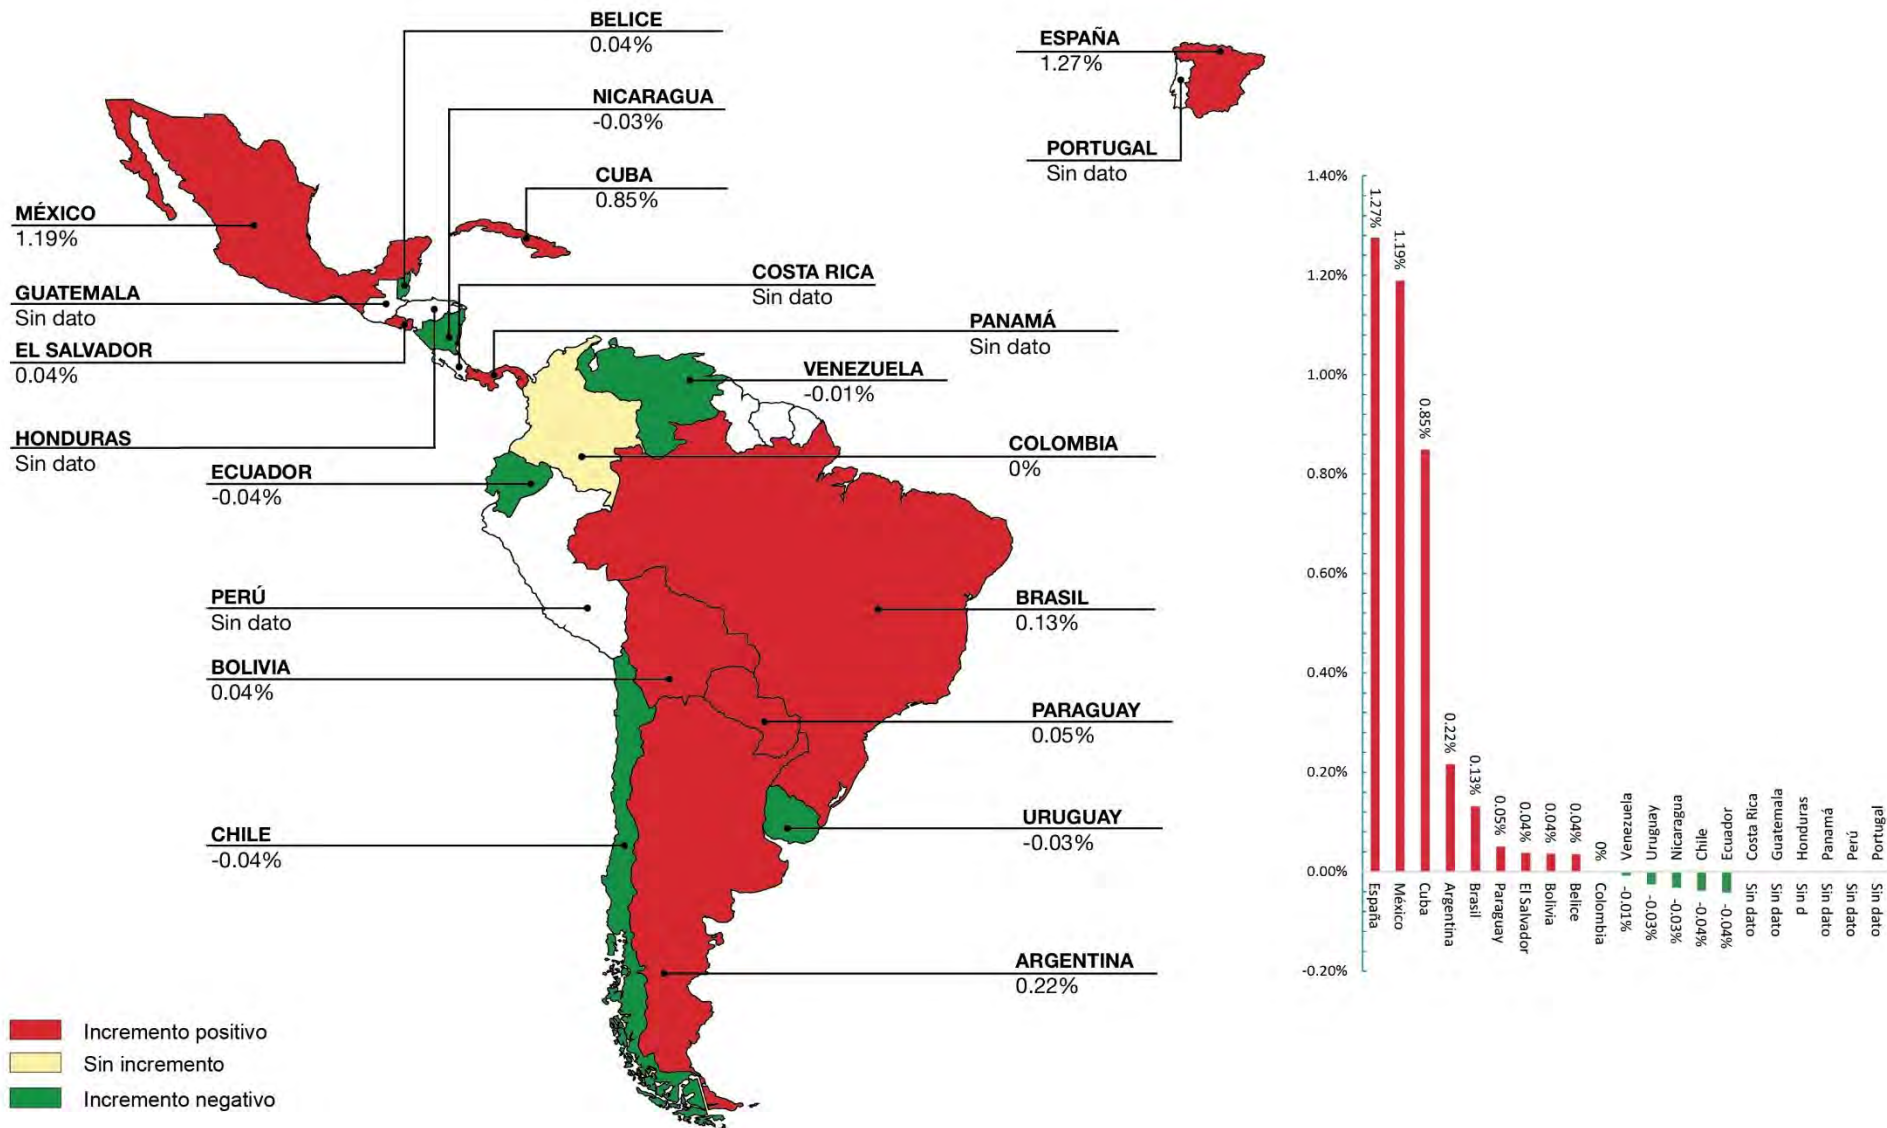 BELICE
0.04%
NICARAGUA
-0.03%
CUBA
0.85%
ESPAÑA
1.27%
PORTUGAL
Sin dato
MÉXICO
1.19%
GUATEMALA
Sin dato
EL SALVADOR
0.04%
HONDURAS
Sin dato
COSTA RICA
Sin dato
PANAMÁ
Sin dato
VENEZUELA
-0.01%
COLOMBIA
0%
ECUADOR
-0.04%
PERÚ
Sin dato
BOLIVIA
0.04%
CHILE
-0.04%
BRASIL
0.13%
PARAGUAY
0.05%
URUGUAY
-0.03%
ARGENTINA
0.22%
Incremento positivo
Sin incremento
Incremento negativo
1.40%
1.20%
1.00%
0.80%
0.60%
0.40%
0.20%
0.00%
-0.20%
1.27%
España
1.19%
México
0.85%
Cuba
0.22%
Argentina
0.13%
Brasil
0.05%
Paraguay
0.04%
El Salvador
0.04%
Bolivia
0.04%
Belice
0%
Colombia
Venezuela
- 0.01%
Uruguay
- 0.03%
Nicaragua
- 0.03%
Chile
- 0.04%
Ecuador
- 0.04%
Costa Rica
Sin dato
Guatemala
Sin dato
Honduras
Sin
d
Panamá
Sin dato
Perú
Sin dato
Portugal
Sin dato